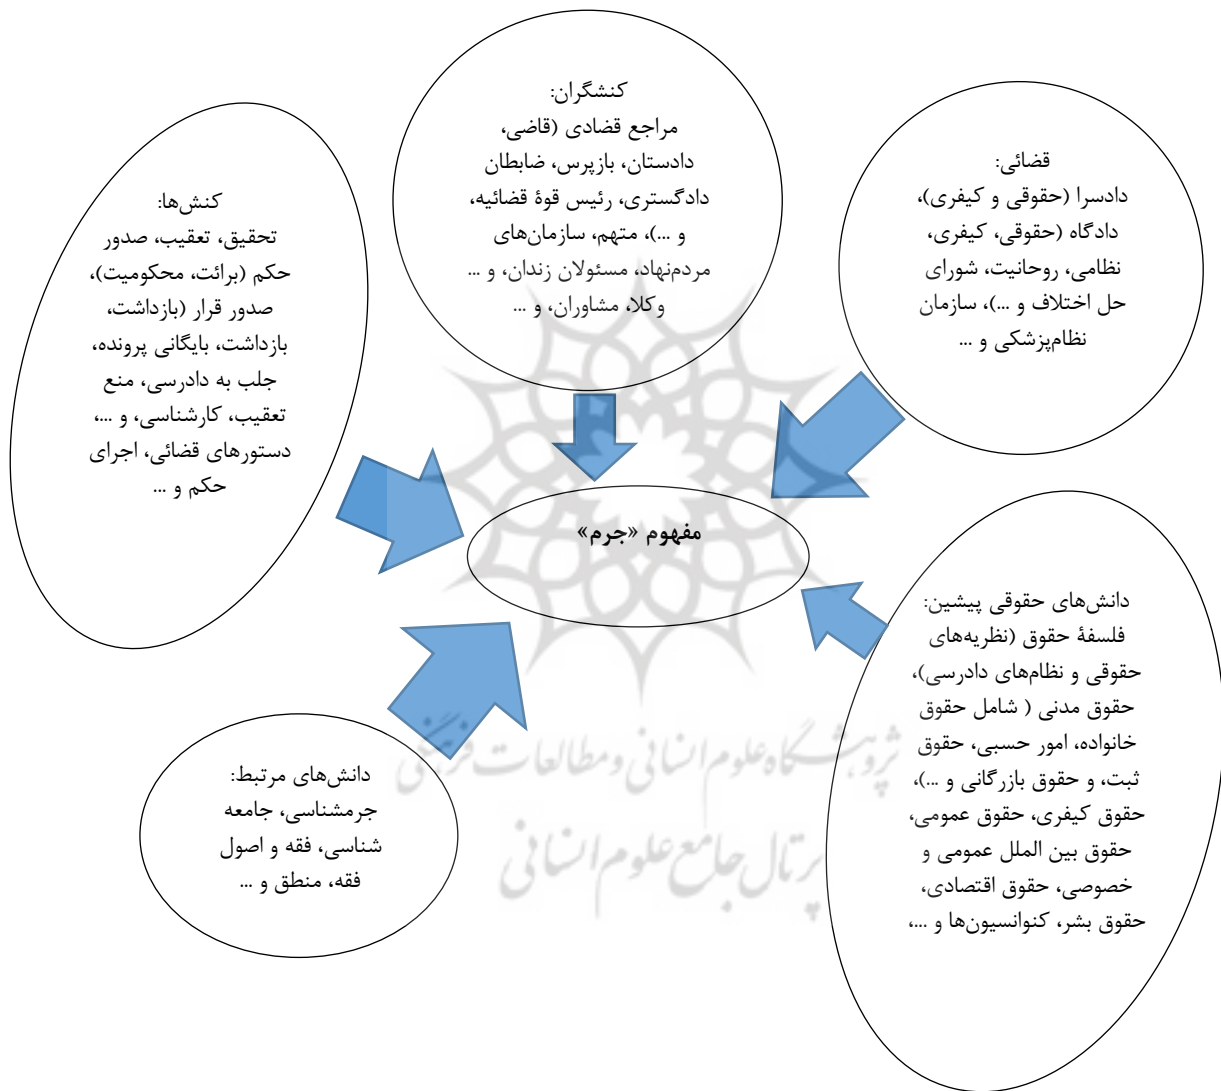 کنشگران:
مراجع قضادی (قاضی،
دادستان، بازپرس، ضابطان
دادگستری، رئیس قوۀ قضائیه،
و ...)، متهم، سازمان‌های
مردم‌نهاد، مسئولان زندان، و ...
وکلا، مشاوران، و ...
قضائی:
دادسرا (حقوقی و کیفری)،
دادگاه (حقوقی، کیفری،
نظامی، روحانیت، شورای
حل اختلاف و ...)، سازمان
نظام‌پزشکی و ...
کنش‌ها:
تحقیق، تعقیب، صدور
حکم (برائت، محکومیت)،
صدور قرار (بازداشت،
بازداشت، بایگانی پرونده،
جلب به دادرسی، منع
تعقیب، کارشناسی، و ...،
دستورهای قضائی، اجرای
حکم و ...
مفهوم «جرم»
دانش‌های حقوقی پیشین:
فلسفۀ حقوق (نظریه‌های
حقوقی و نظام‌های دادرسی)،
حقوق مدنی ( شامل حقوق
خانواده، امور حسبی، حقوق
ثبت، و حقوق بازرگانی و ...)،
حقوق کیفری، حقوق عمومی،
حقوق بین الملل عمومی و
خصوصی، حقوق اقتصادی،
حقوق بشر، کنوانسیون‌ها و ...،
دانش‌های مرتبط:
جرمشناسی، جامعه
شناسی، فقه و اصول
فقه، منطق و ...
پژوهشگاه علوم انسانی و مطالعات فرهنگی
پرتال جامع علوم انسانی